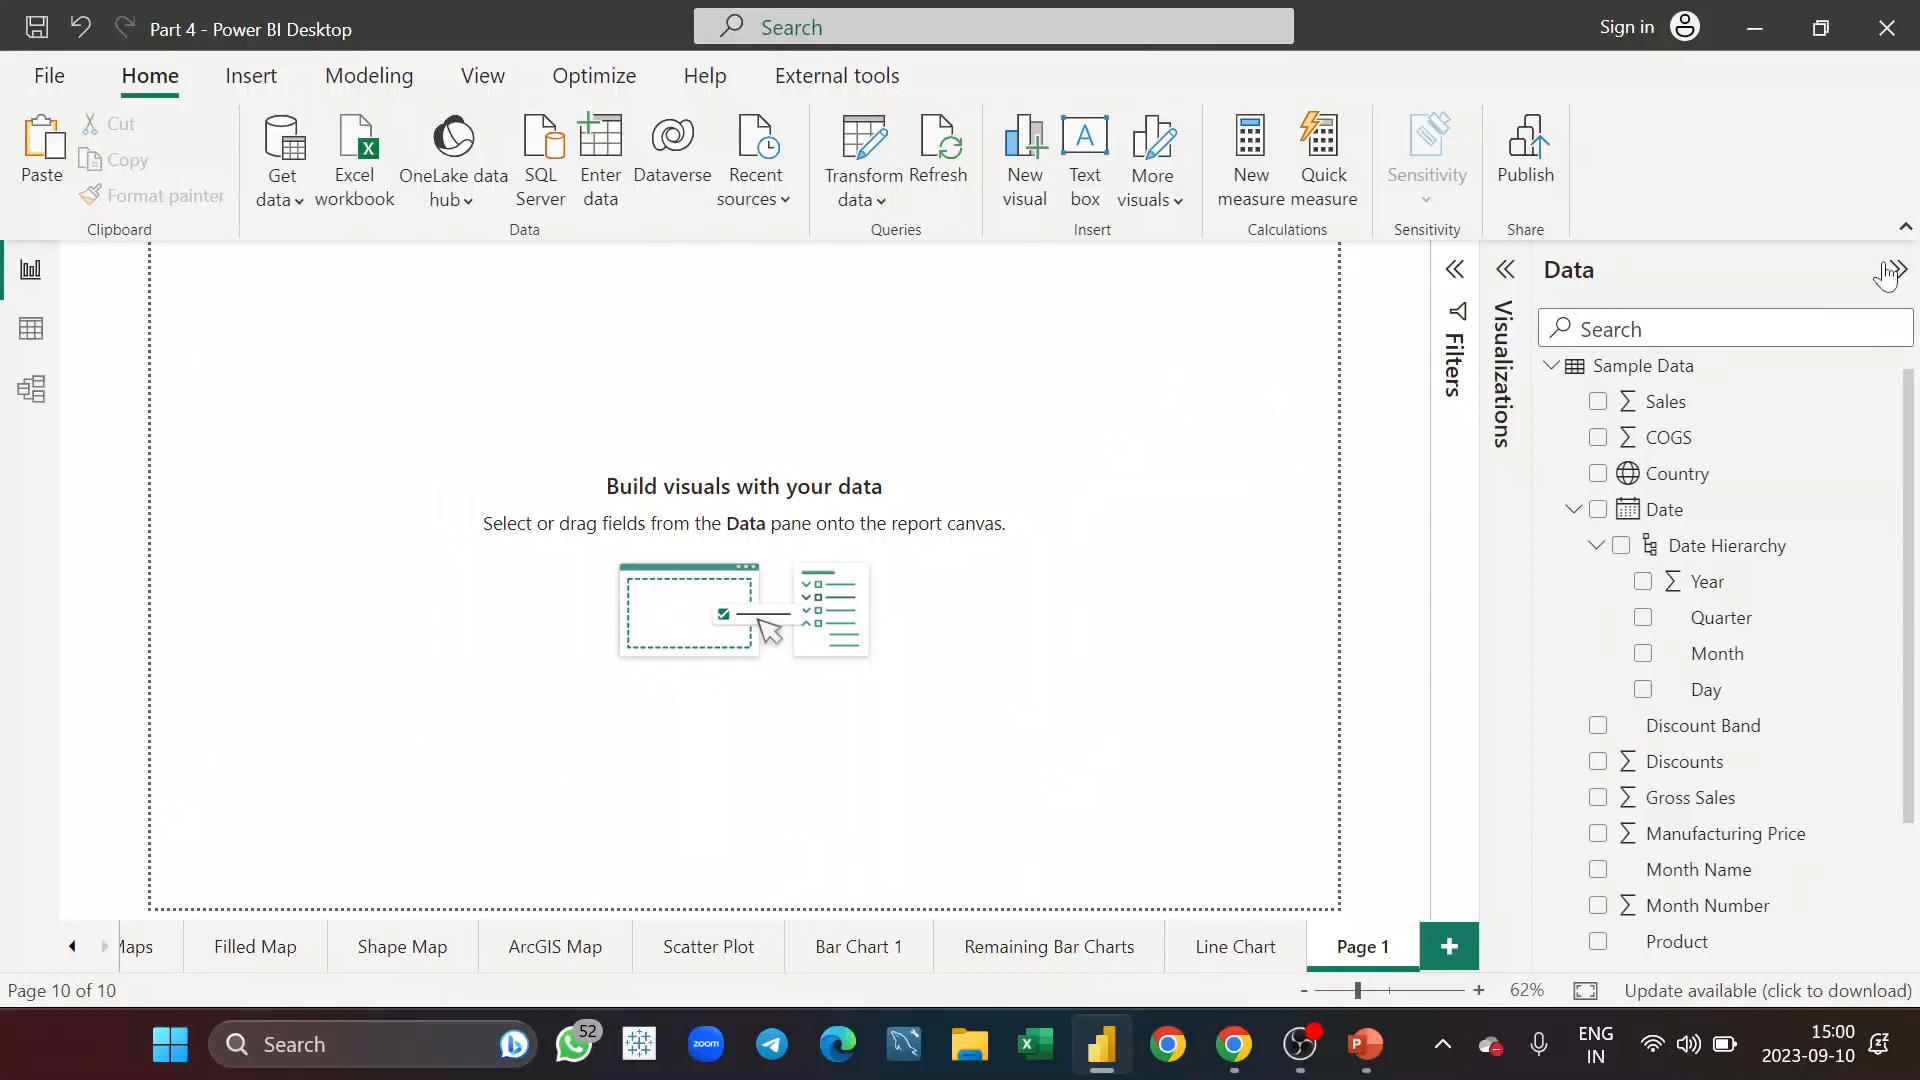 Part 4 - Power BI Desktop
Search
Sign in
File Home Insert Modeling View Optimize Help External tools
Paste
Cut
Copy
Format painter
Clipboard
Get data
Excel workbook
OneLake data hub
SQL Server
Enter data
Dataverse
Recent sources
Data
Transform data
Refresh
Queries
New visual
Text box
More visuals
Insert
New measure
Quick measure
Calculations
Sensitivity
Sensitivity
Publish
Share
Build visuals with your data
Select or drag fields from the Data pane onto the report canvas.
Filters
Visualizations
Data
Search
Sample Data
Sales
COGS
Country
Date
Date Hierarchy
Year
Quarter
Month
Day
Discount Band
Discounts
Gross Sales
Manufacturing Price
Month Name
Month Number
Product
Maps Filled Map Shape Map ArcGIS Map Scatter Plot Bar Chart 1 Remaining Bar Charts Line Chart Page 1
Page 10 of 10
62%
Update available (click to download)
Search
52
zoom
ENG
IN
15:00
2023-09-10